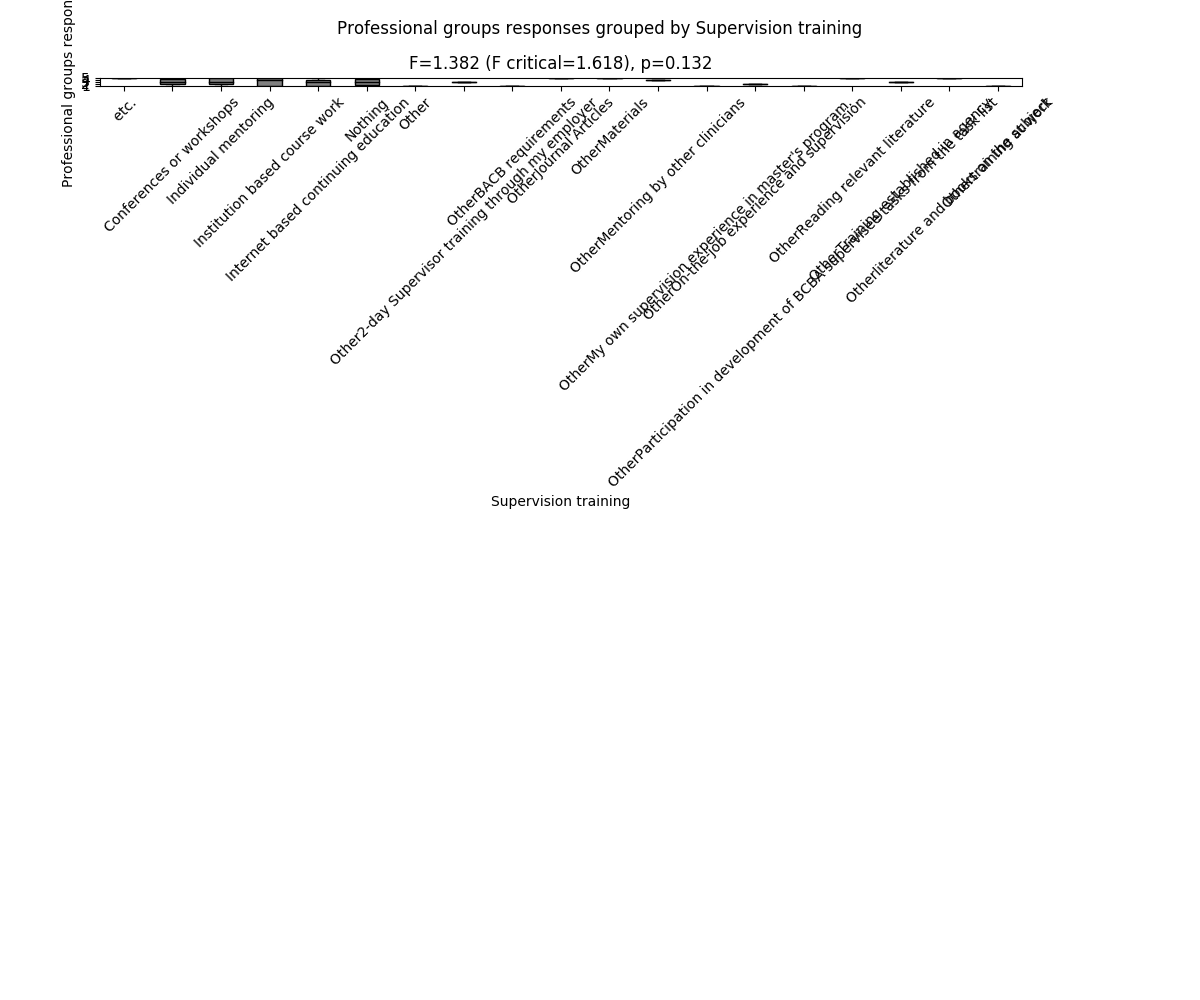 Professional groups responses grouped by Supervision training
F=1.382 (F critical=1.618), p=0.132
Professional groups respon
5
1
etc.
Conferences or workshops
Individual mentoring
Institution based course work
Internet based continuing education
Nothing
Other
Other2-day Supervisor training through my employer
OtherBACB requirements
OtherJournal Articles
OtherMaterials
OtherMentoring by other clinicians
OtherMy own supervision experience in master's program
OtherOn-the-job experience and supervision
OtherParticipation in development of BCBA supervised tasks from the task list
OtherReading relevant literature
OtherTraining established in agency
Otherliterature and books on the subject
Othertraining at work
Supervision training